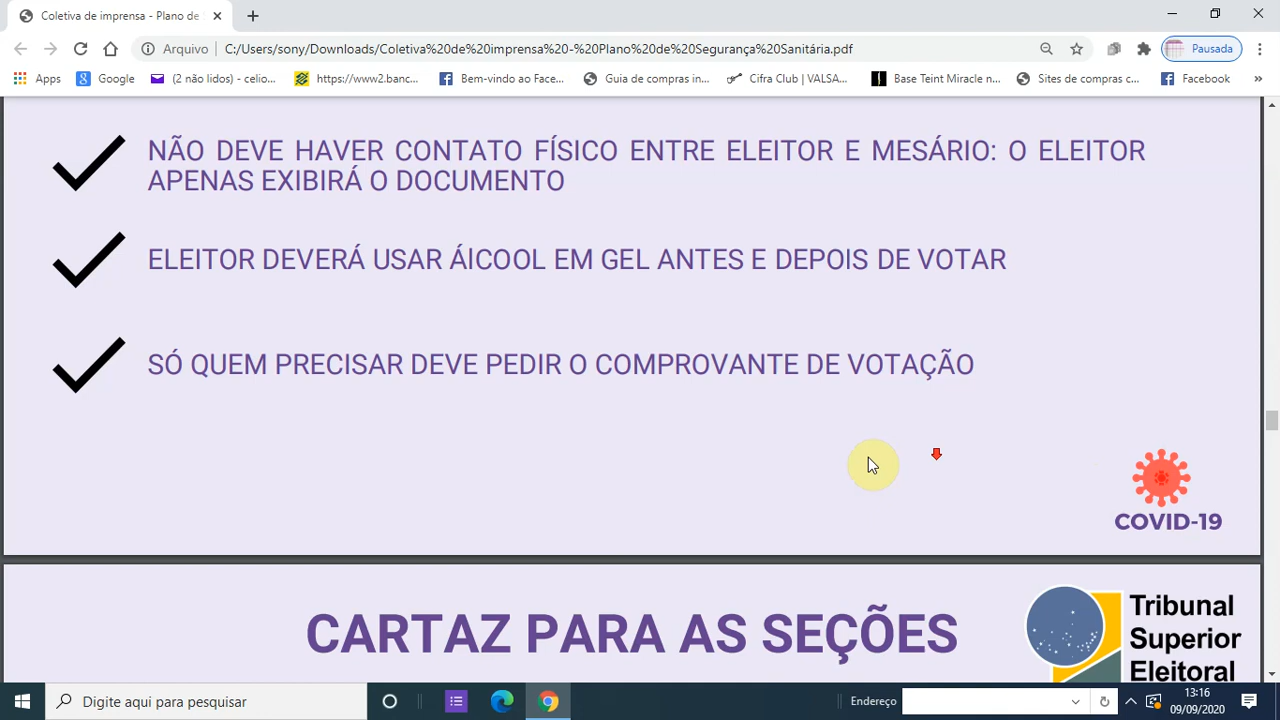 Coletiva de imprensa - Plano de
Arquivo
C:/Users/sony/Downloads/Coletiva%20de%20imprensa%20-%20Plano%20de%20Segurança%20Sanitária.pdf
Pausada
Apps
Google
(2 não lidos) - celio...
https://www2.banc...
Bem-vindo ao Face...
Guia de compras in...
Cifra Club | VALSA...
Base Teint Miracle n...
Sites de compras c...
Facebook
»
NÃO DEVE HAVER CONTATO FÍSICO ENTRE ELEITOR E MESÁRIO: O ELEITOR
APENAS EXIBIRÁ O DOCUMENTO
ELEITOR DEVERÁ USAR ÁlCOOL EM GEL ANTES E DEPOIS DE VOTAR
SÓ QUEM PRECISAR DEVE PEDIR O COMPROVANTE DE VOTAÇÃO
COVID-19
CARTAZ PARA AS SEÇÕES
Tribunal
Superior
Eleitoral
Digite aqui para pesquisar
Endereço
13:16
09/09/2020